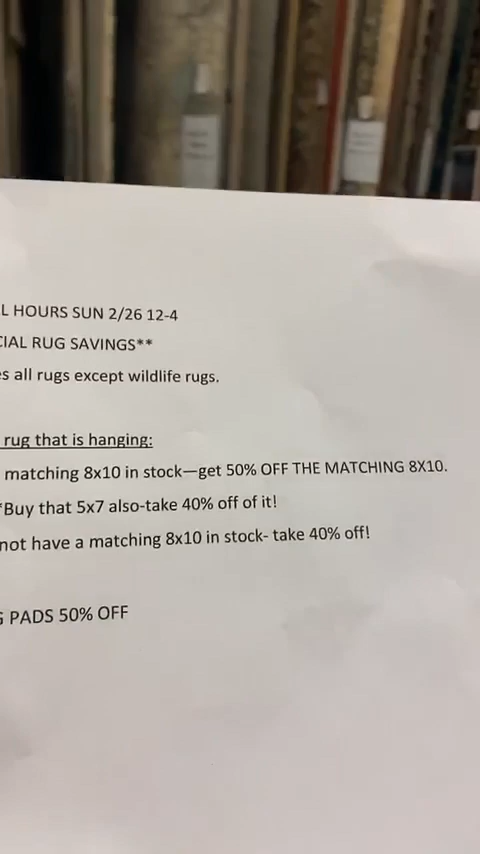 L HOURS SUN 2/26 12-4
CIAL RUG SAVINGS**
s all rugs except wildlife rugs.
rug that is hanging:
matching 8x10 in stock—get 50% OFF THE MATCHING 8X10.
*Buy that 5x7 also-take 40% off of it!
not have a matching 8x10 in stock- take 40% off!
G PADS 50% OFF